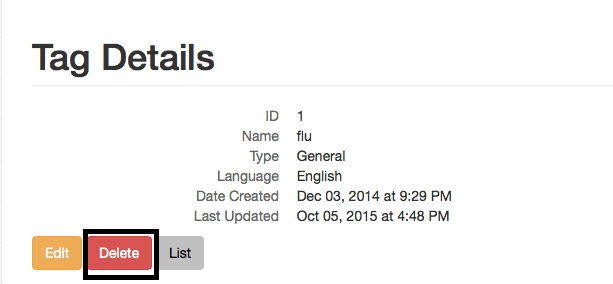 Tag Details
ID 1
Name flu
Type General
Language English
Date Created Dec 03, 2014 at 9:29 PM
Last Updated Oct 05, 2015 at 4:48 PM
Edit Delete List